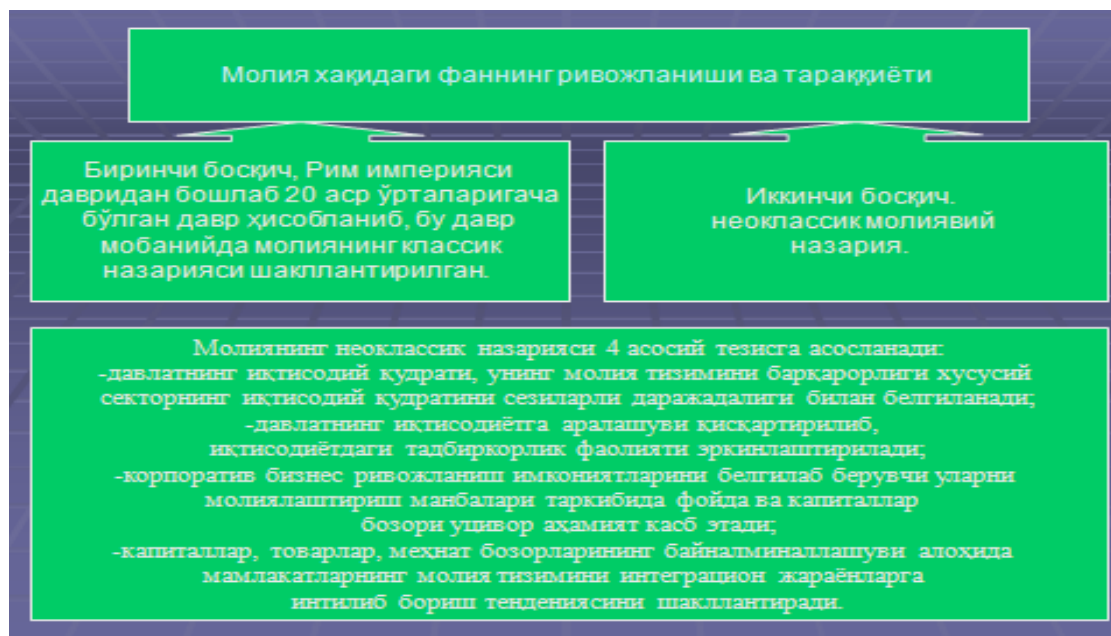 Молия хақидаги фаннинг ривожланиши ва тараққиёти
Биринчи босқич, Рим империяси
давридан бошлаб 20 аср ўрталаригача
бўлган давр ҳисобланиб, бу давр
мобанийда молиянинг классик
назарияси шакллантирилган.
Иккинчи босқич.
неоклассик молиявий
назария.
Молиянинг неоклассик назарияси 4 асосий тезисга асосланади:
-давлатнинг иқтисодий қудрати, унинг молия тизимини барқарорлиги хусусий
секторнинг иқтисодий қудратини сезиларли даражадалиги билан белгиланади;
-давлатнинг иқтисодиётга аралашуви қисқартирилиб,
иқтисодиётдаги тадбиркорлик фаолияти эркинлаштирилади;
-корпоратив бизнес ривожланиш имкониятларини белгилаб берувчи уларни
молиялаштириш манбалари таркибида фойда ва капиталлар
бозори уцивор аҳамият касб этади;
-капиталлар, товарлар, меҳнат бозорларининг байналминаллашуви алоҳида
мамлакатларнинг молия тизимини интеграцион жараёнларга
интилиб бориш тендениясини шакллантиради.